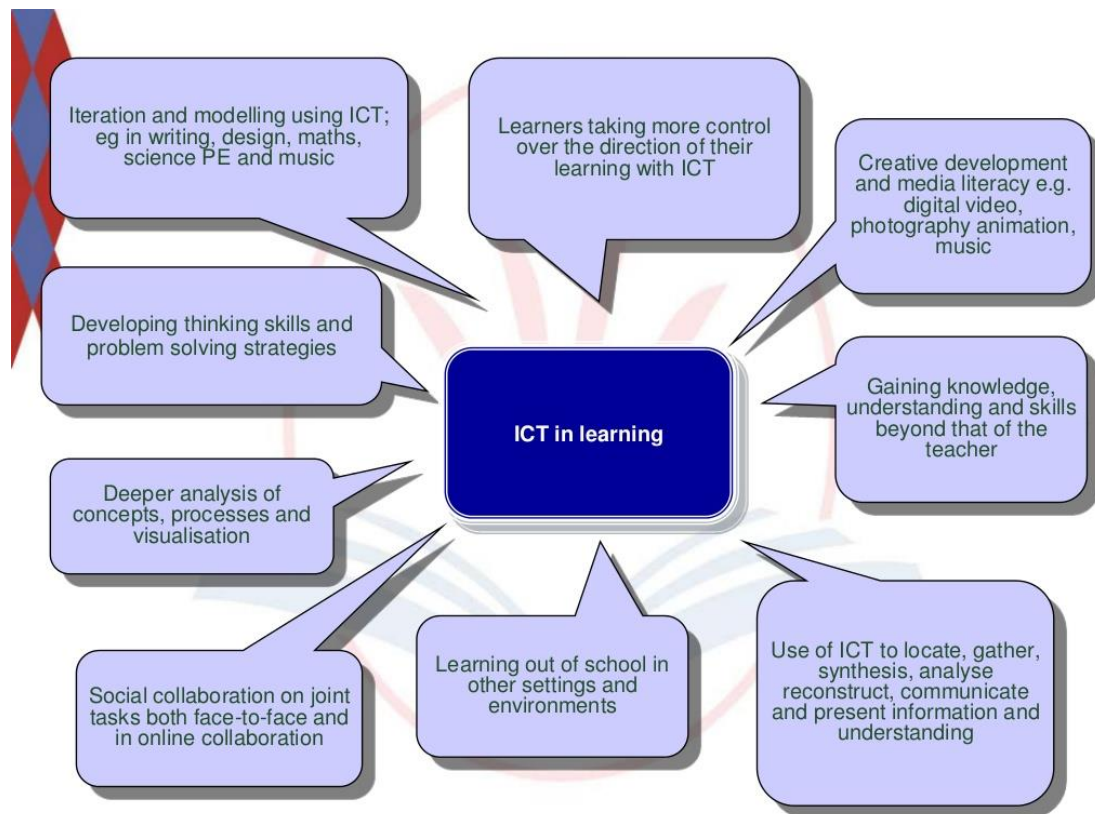 Iteration and modelling using ICT;
eg in writing, design, maths,
science PE and music
Learners taking more control
over the direction of their
learning with ICT
Creative development
and media literacy e.g.
digital video,
photography animation,
music
Developing thinking skills and
problem solving strategies
ICT in learning
Gaining knowledge,
understanding and skills
beyond that of the
teacher
Deeper analysis of
concepts, processes and
visualisation
Social collaboration on joint
tasks both face-to-face and
in online collaboration
Learning out of school in
other settings and
environments
Use of ICT to locate, gather,
synthesis, analyse
reconstruct, communicate
and present information and
understanding